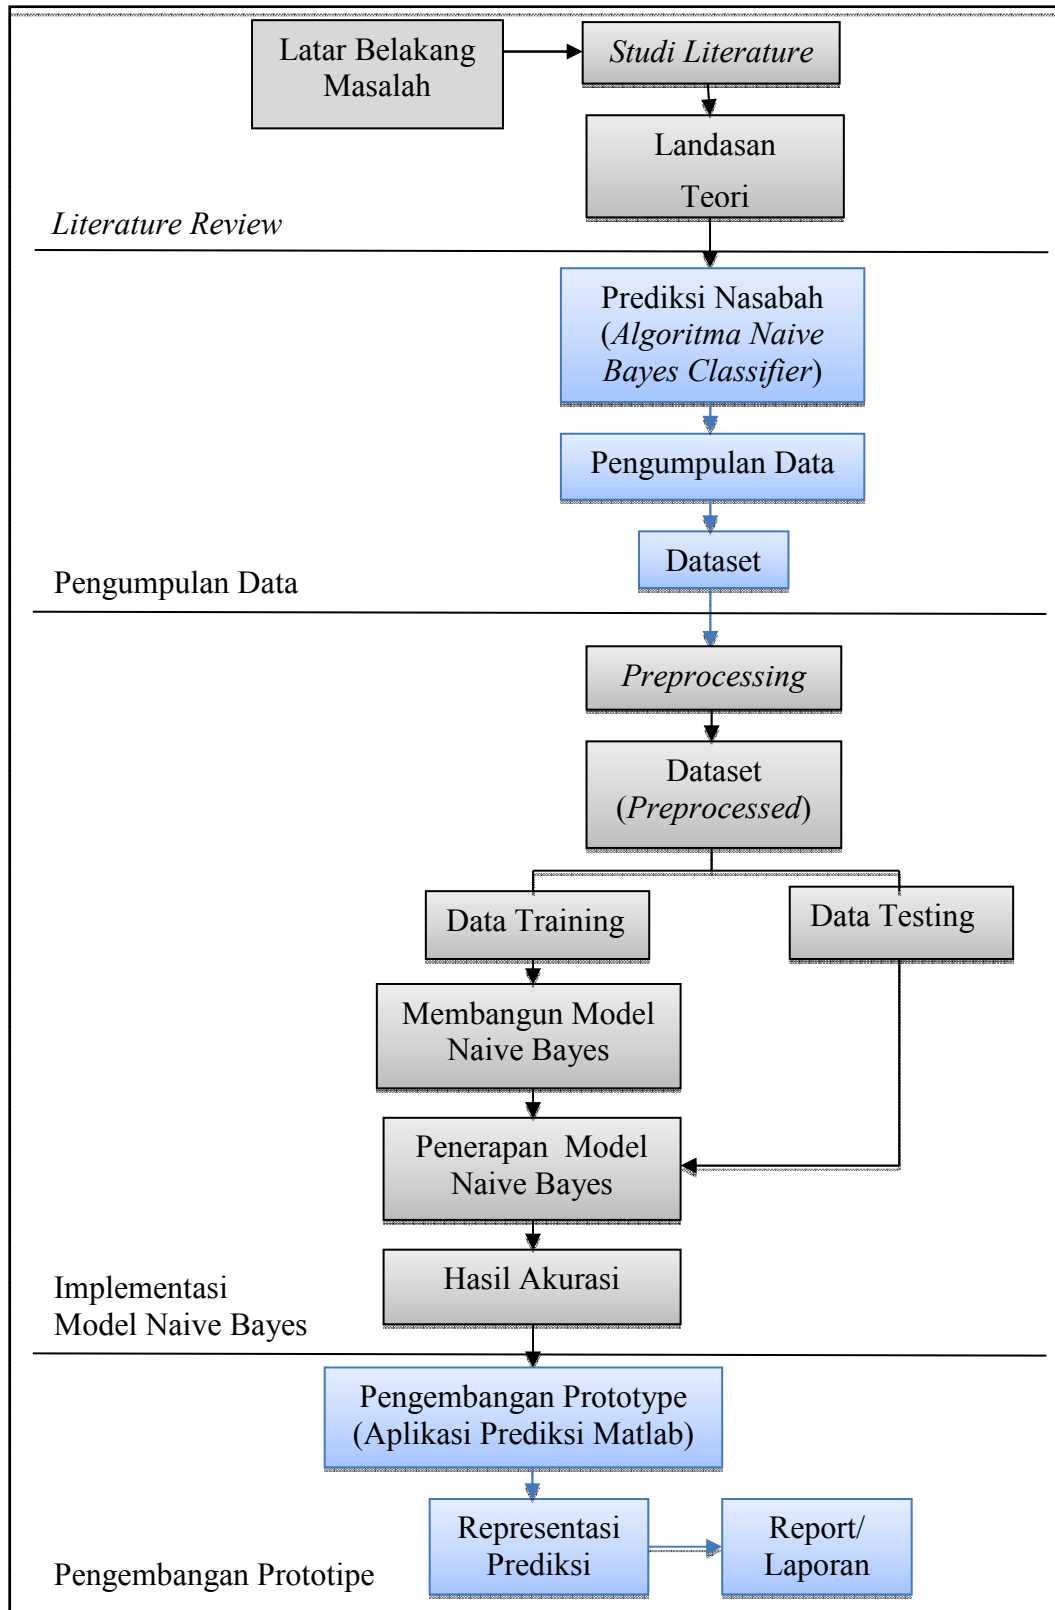 Latar Belakang
Masalah
Studi Literature
Landasan
Teori
Literature Review
Prediksi Nasabah
(Algoritma Naive
Bayes Classifier)
Pengumpulan Data
Dataset
Pengumpulan Data
Preprocessing
Dataset
(Preprocessed)
Data Training
Data Testing
Membangun Model
Naive Bayes
Penerapan Model
Naive Bayes
Hasil Akurasi
Implementasi
Model Naive Bayes
Pengembangan Prototype
(Aplikasi Prediksi Matlab)
Representasi
Prediksi
Report/
Laporan
Pengembangan Prototipe